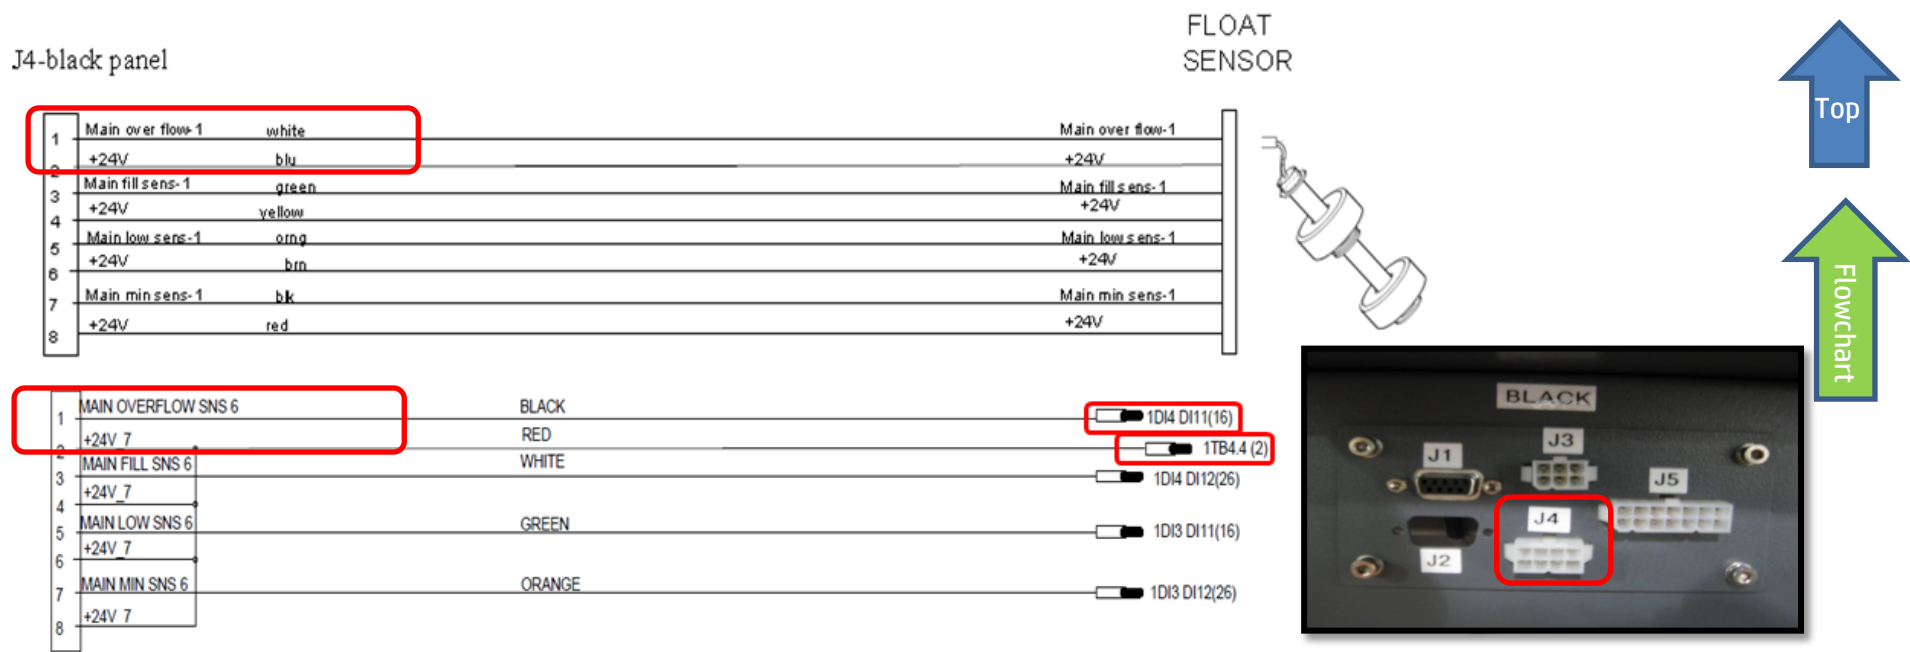 FLOAT
SENSOR
J4-black panel
1 Main over flow-1 white Main over flow-1
2 +24V blu +24V
3 Main fill sens-1 green Main fill sens-1
4 +24V yellow +24V
5 Main low sens-1 orng Main low sens-1
6 +24V brn +24V
7 Main min sens-1 blk Main min sens-1
8 +24V red +24V
1 MAIN OVERFLOW SNS 6 BLACK 1DI4 DI11(16)
2 +24V_7 RED 1TB4.4 (2)
3 MAIN FILL SNS 6 WHITE 1DI4 DI12(26)
4 +24V_7
5 MAIN LOW SNS 6 GREEN 1DI3 DI11(16)
6 +24V_7
7 MAIN MIN SNS 6 ORANGE 1DI3 DI12(26)
8 +24V_7
BLACK
J1
J3
J5
J4
J2
Top
Flowchart